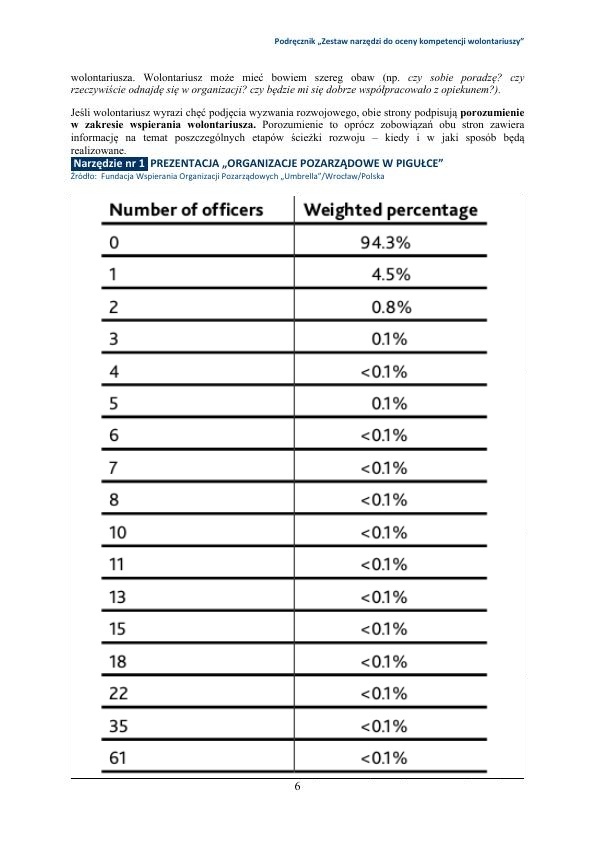 Podręcznik „Zestaw narzędzi do oceny kompetencji wolontariuszy”
wolontariusza. Wolontariusz może mieć bowiem szereg obaw (np. czy sobie poradzę? czy
rzeczywiście odnajdę się w organizacji? czy będzie mi się dobrze współpracowało z opiekunem?).
Jeśli wolontariusz wyrazi chęć podjęcia wyzwania rozwojowego, obie strony podpisują porozumienie
w zakresie wspierania wolontariusza. Porozumienie to oprócz zobowiązań obu stron zawiera
informację na temat poszczególnych etapów ścieżki rozwoju – kiedy i w jaki sposób będą
realizowane.
Narzędzie nr 1 PREZENTACJA „ORGANIZACJE POZARZĄDOWE W PIGUŁCE”
Źródło: Fundacja Wspierania Organizacji Pozarządowych „Umbrella”/Wrocław/Polska
Number of officers Weighted percentage
0 94.3%
1 4.5%
2 0.8%
3 0.1%
4 <0.1%
5 0.1%
6 <0.1%
7 <0.1%
8 <0.1%
10 <0.1%
11 <0.1%
13 <0.1%
15 <0.1%
18 <0.1%
22 <0.1%
35 <0.1%
61 <0.1%
6